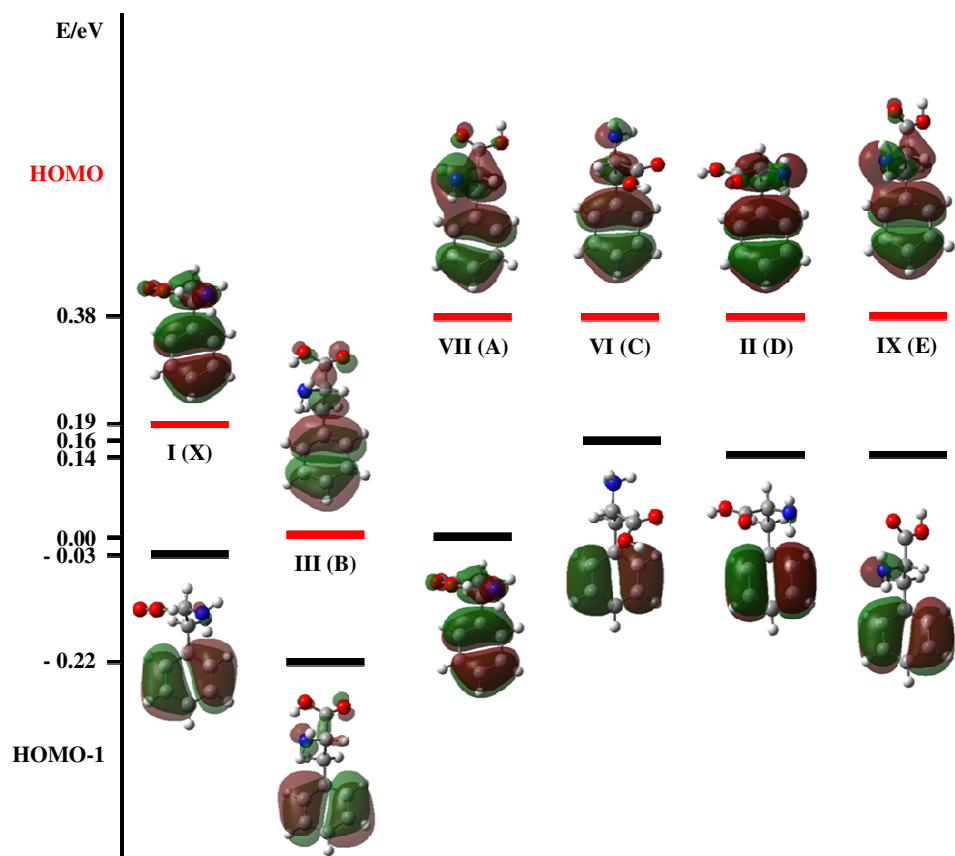 E/eV
HOMO
0.38
VII (A)
VI (C)
II (D)
IX (E)
0.19
I (X)
0.16
0.14
0.00
III (B)
- 0.03
- 0.22
HOMO-1